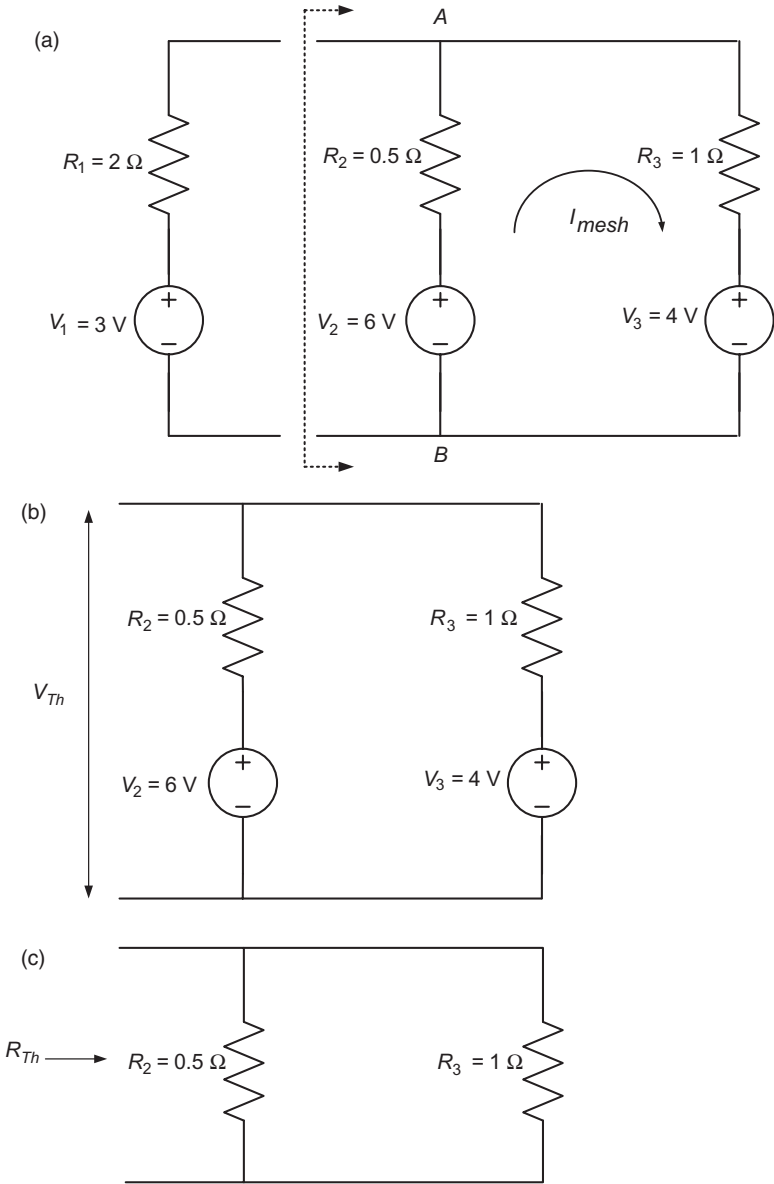 (a)
A
R1 = 2 Ω
R2 = 0.5 Ω
R3 = 1 Ω
Imesh
+
+
+
V1 = 3 V
V2 = 6 V
V3 = 4 V
−
−
−
B
(b)
R2 = 0.5 Ω
R3 = 1 Ω
VTh
+
+
V2 = 6 V
V3 = 4 V
−
−
(c)
RTh
R2 = 0.5 Ω
R3 = 1 Ω